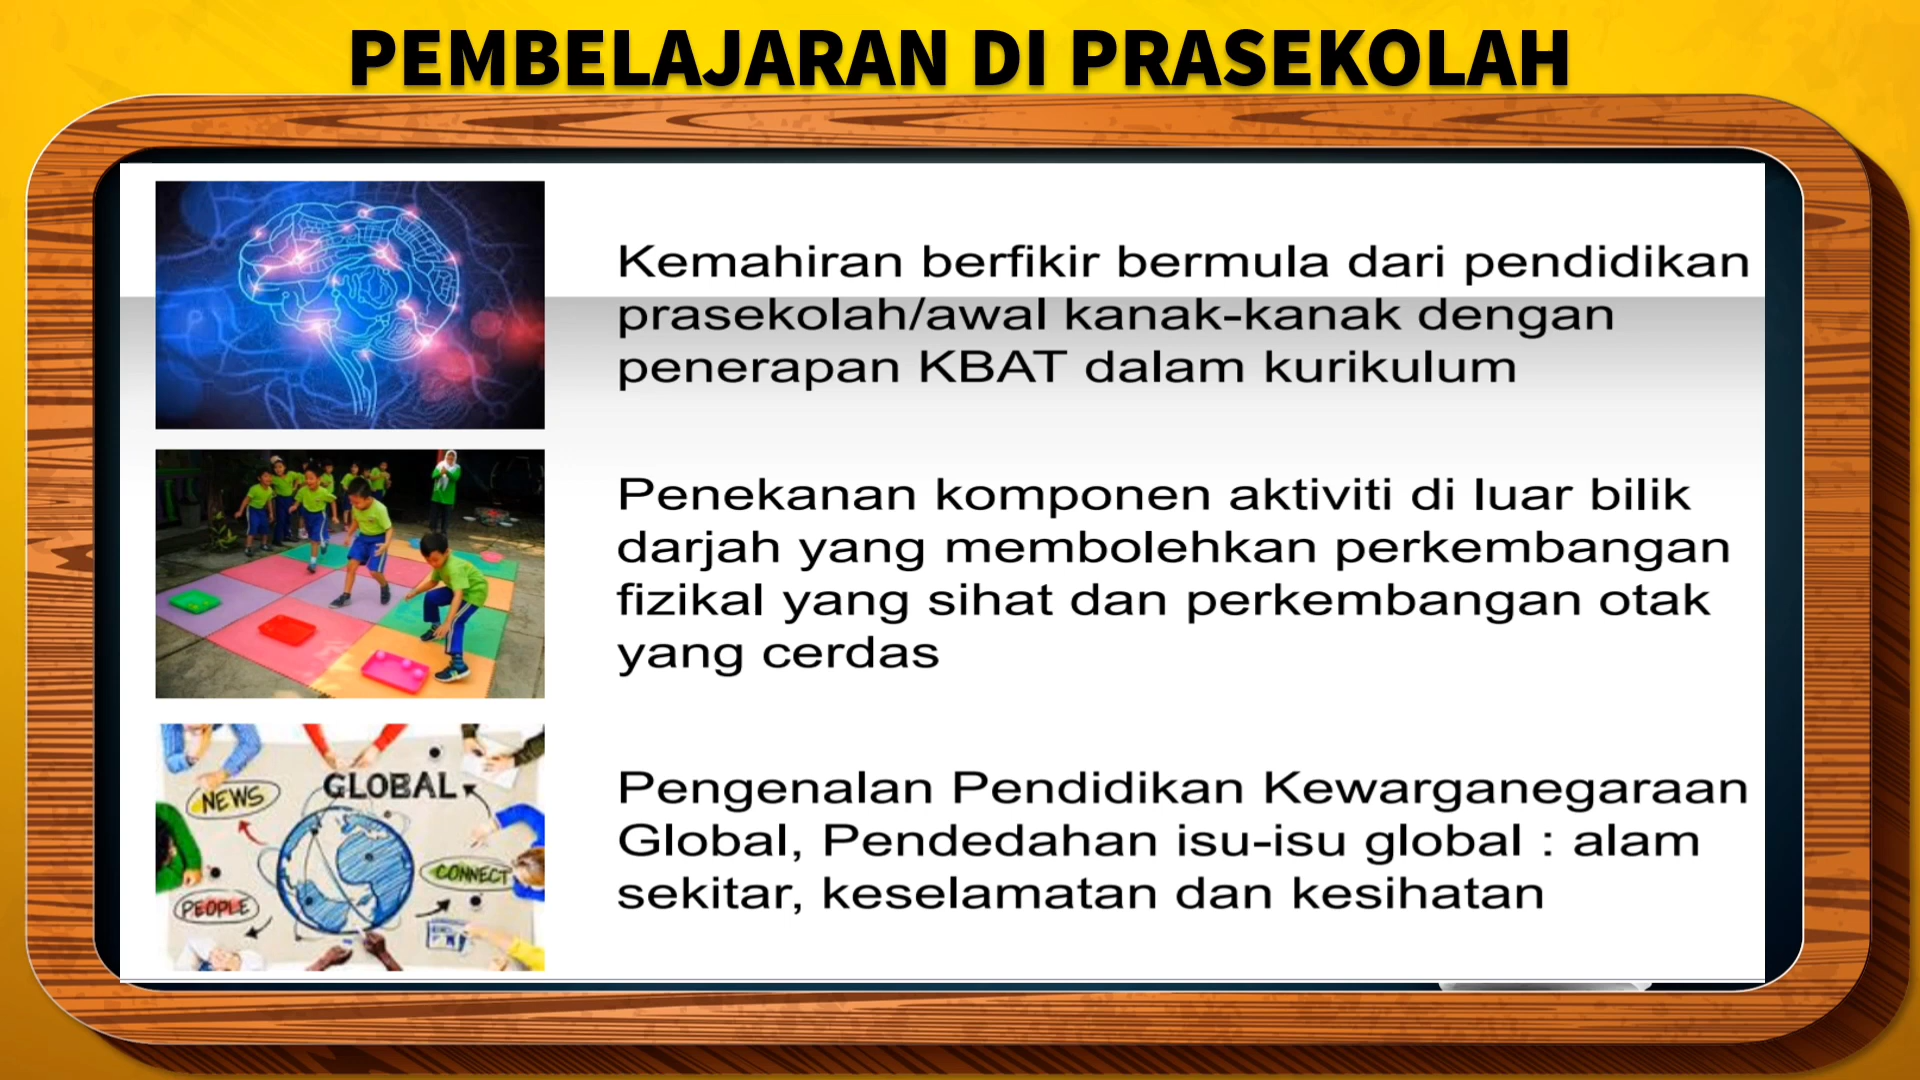 PEMBELAJARAN DI PRASEKOLAH
Kemahiran berfikir bermula dari pendidikan
prasekolah/awal kanak-kanak dengan
penerapan KBAT dalam kurikulum
Penekanan komponen aktiviti di luar bilik
darjah yang membolehkan perkembangan
fizikal yang sihat dan perkembangan otak
yang cerdas
GLOBAL
NEWS
CONNECT
PEOPLE
Pengenalan Pendidikan Kewarganegaraan
Global, Pendedahan isu-isu global : alam
sekitar, keselamatan dan kesihatan